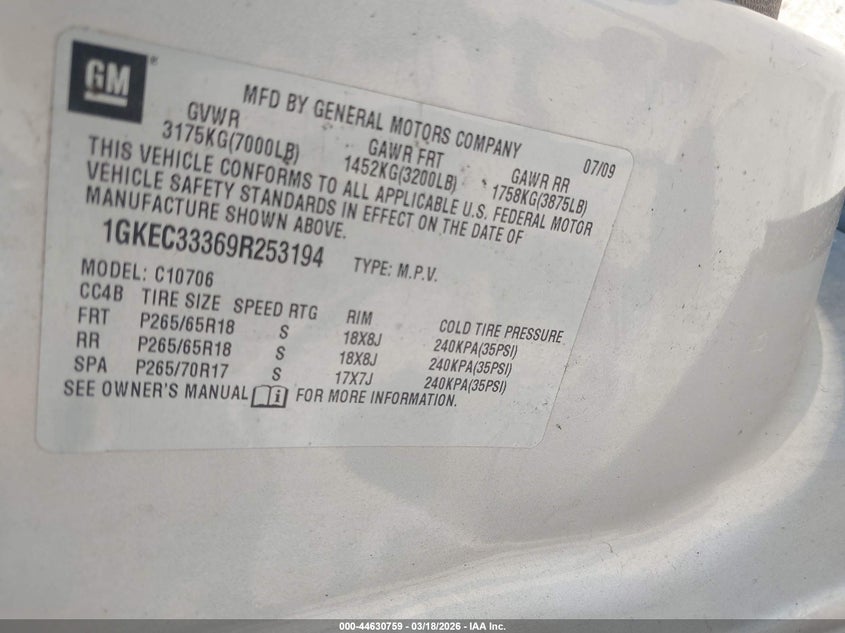 GM ®
MFD BY GENERAL MOTORS COMPANY 07/09
GVWR GAWR FRT GAWR RR
3175KG(7000LB) 1452KG(3200LB) 1758KG(3875LB)
THIS VEHICLE CONFORMS TO ALL APPLICABLE U.S. FEDERAL MOTOR
VEHICLE SAFETY STANDARDS IN EFFECT ON THE DATE OF
MANUFACTURE SHOWN ABOVE.
1GKEC33369R253194 TYPE: M.P.V.
MODEL: C10706
CC4B TIRE SIZE SPEED RTG RIM COLD TIRE PRESSURE
FRT P265/65R18 S 18X8J 240KPA(35PSI)
RR P265/65R18 S 18X8J 240KPA(35PSI)
SPA P265/70R17 S 17X7J 240KPA(35PSI)
SEE OWNER'S MANUAL FOR MORE INFORMATION.
000-44630759 - 03/18/2026 - IAA Inc.